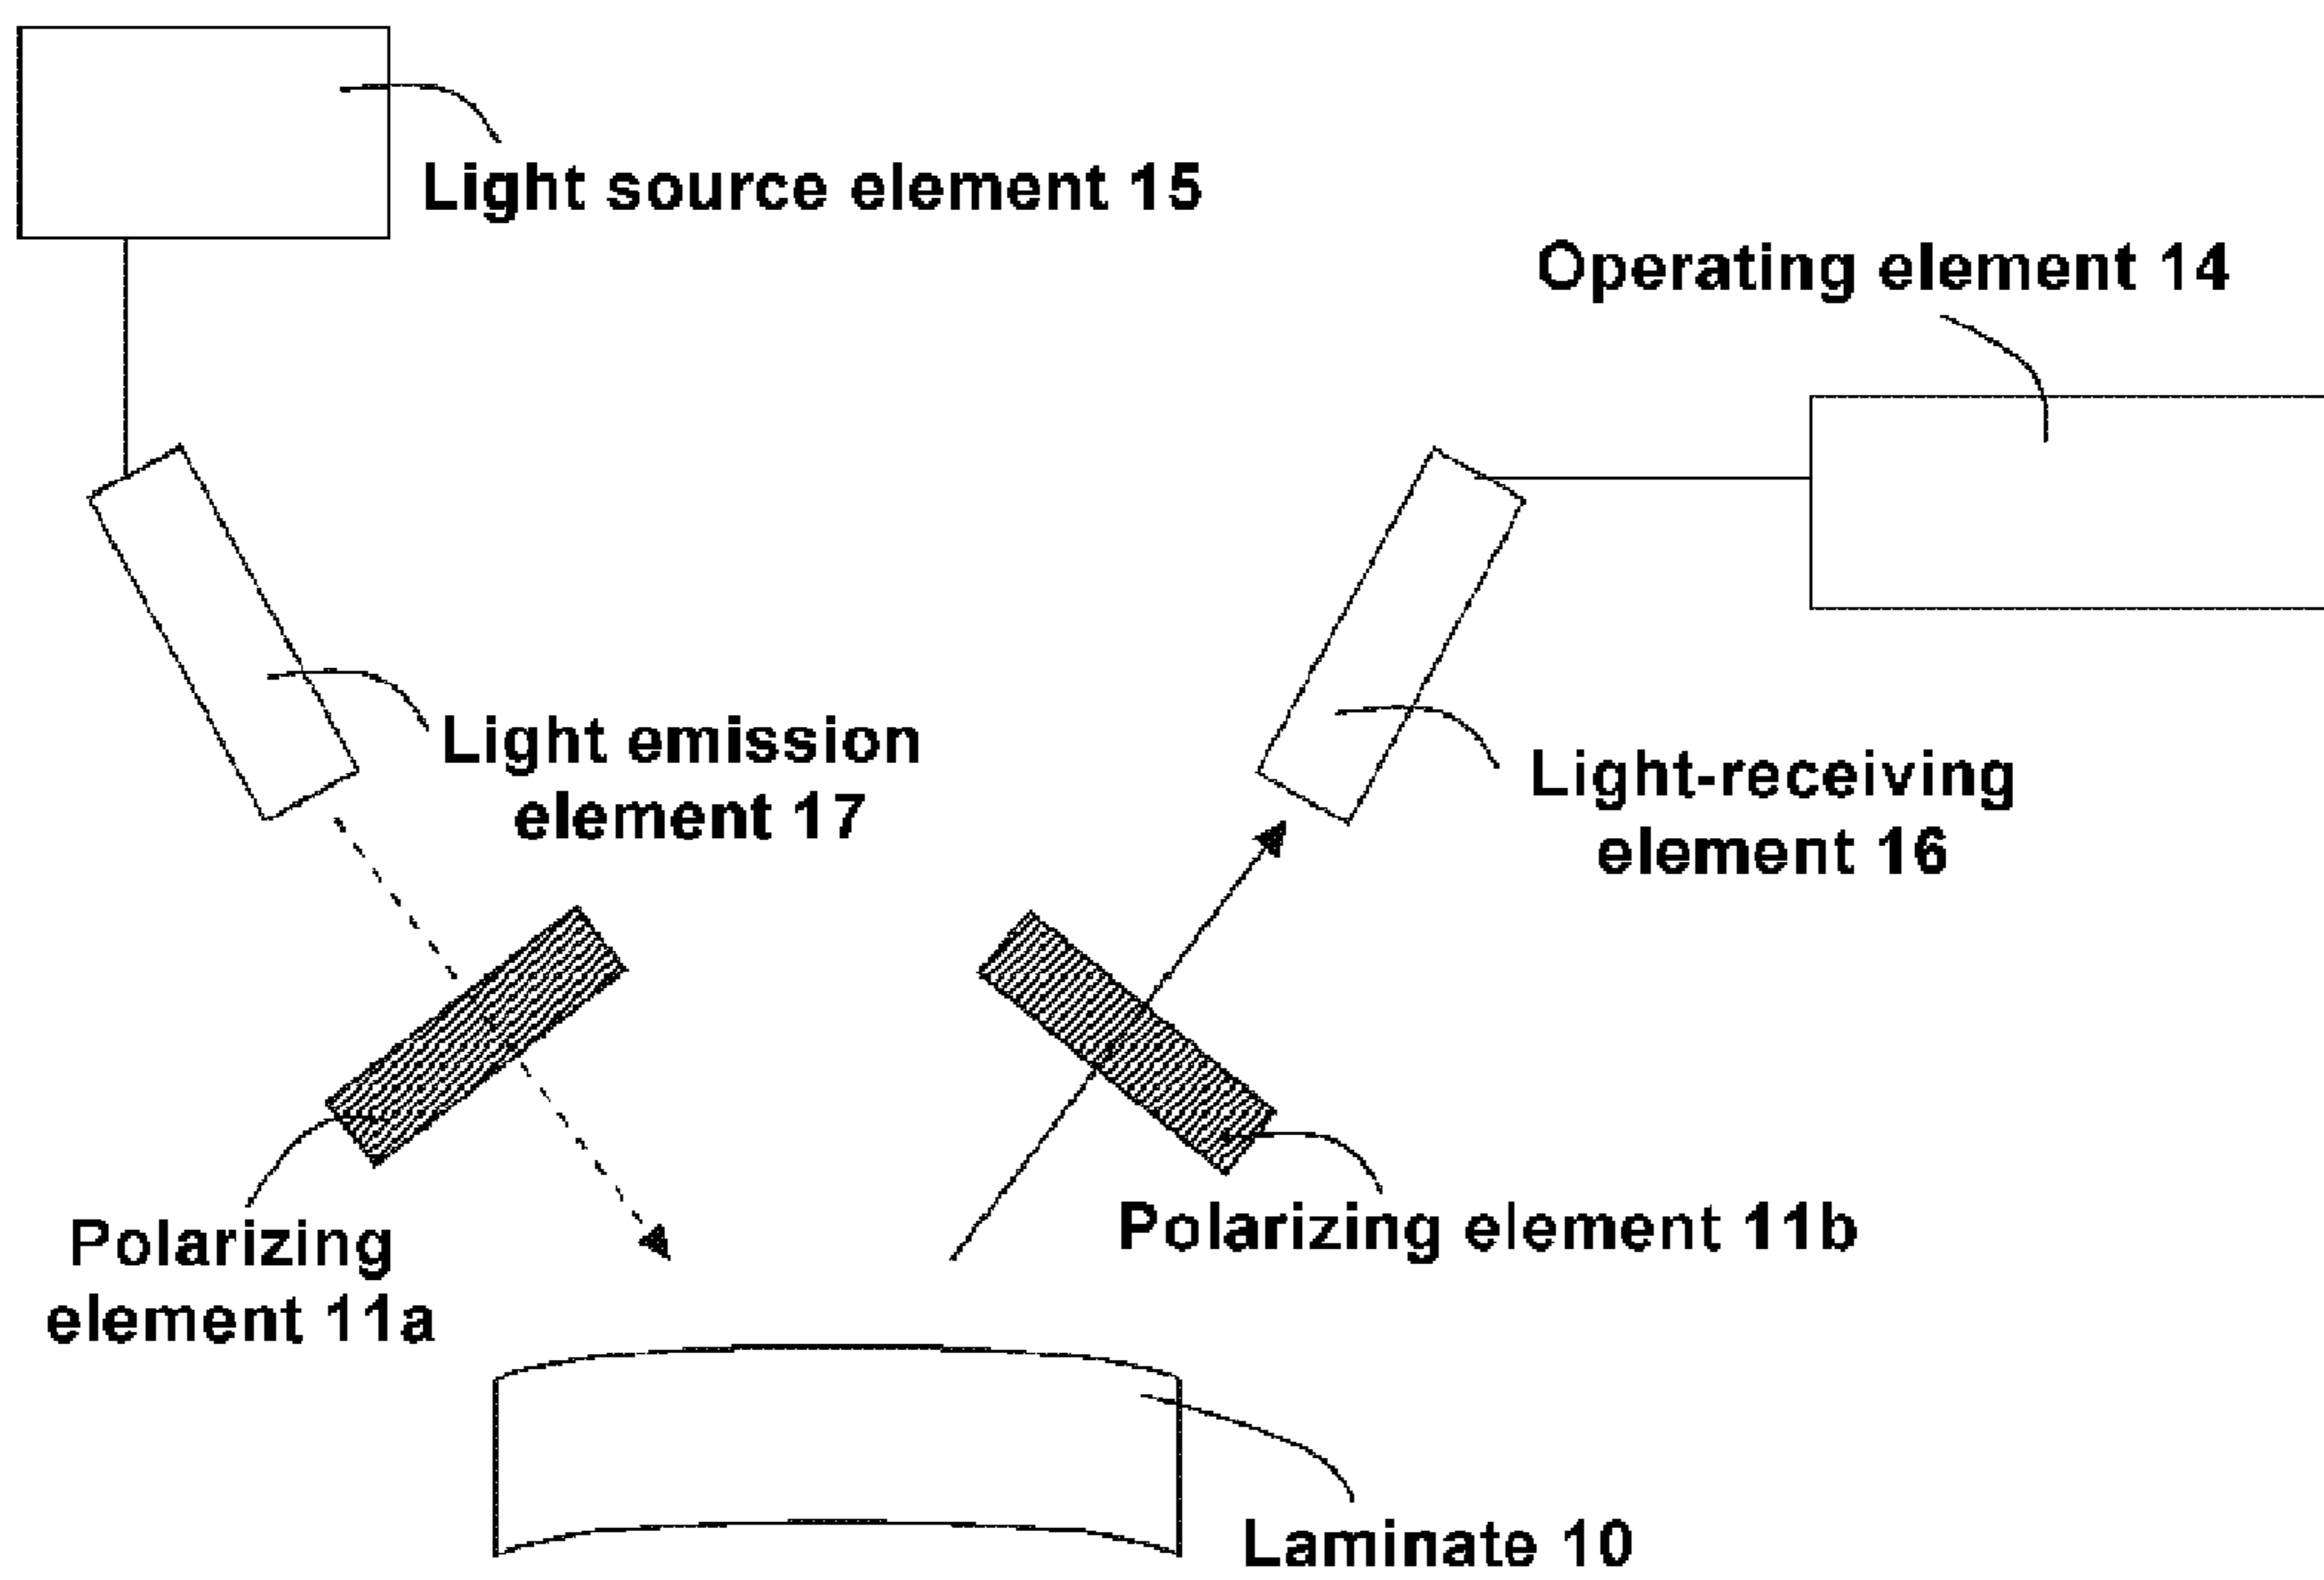 Light source element 15
Operating element 14
Light emission
element 17
Light-receiving
element 16
Polarizing
element 11a
Polarizing element 11b
Laminate 10